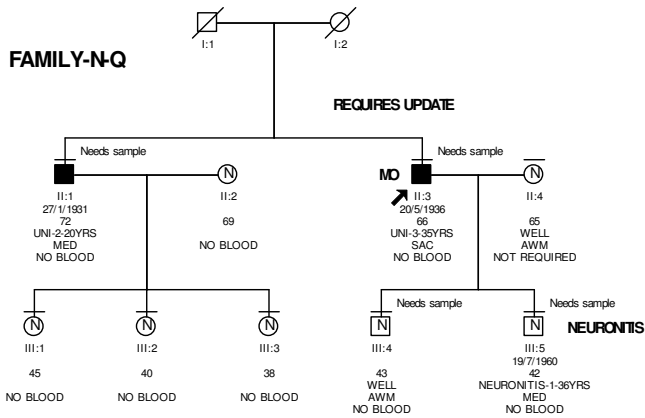 I:1
I:2
FAMILY-N-Q
REQUIRES UPDATE
Needs sample
Needs sample
N
MO
N
II:1
27/1/1931
72
UNI-2-20YRS
MED
NO BLOOD
II:2
69
NO BLOOD
II:3
20/5/1936
66
UNI-3-35YRS
SAC
NO BLOOD
II:4
65
WELL
AWM
NOT REQUIRED
Needs sample
Needs sample
N
N
N
N
N
NEURONITIS
III:1
45
NO BLOOD
III:2
40
NO BLOOD
III:3
38
NO BLOOD
III:4
43
WELL
AWM
NO BLOOD
III:5
19/7/1960
42
NEURONITIS-1-36YRS
MED
NO BLOOD